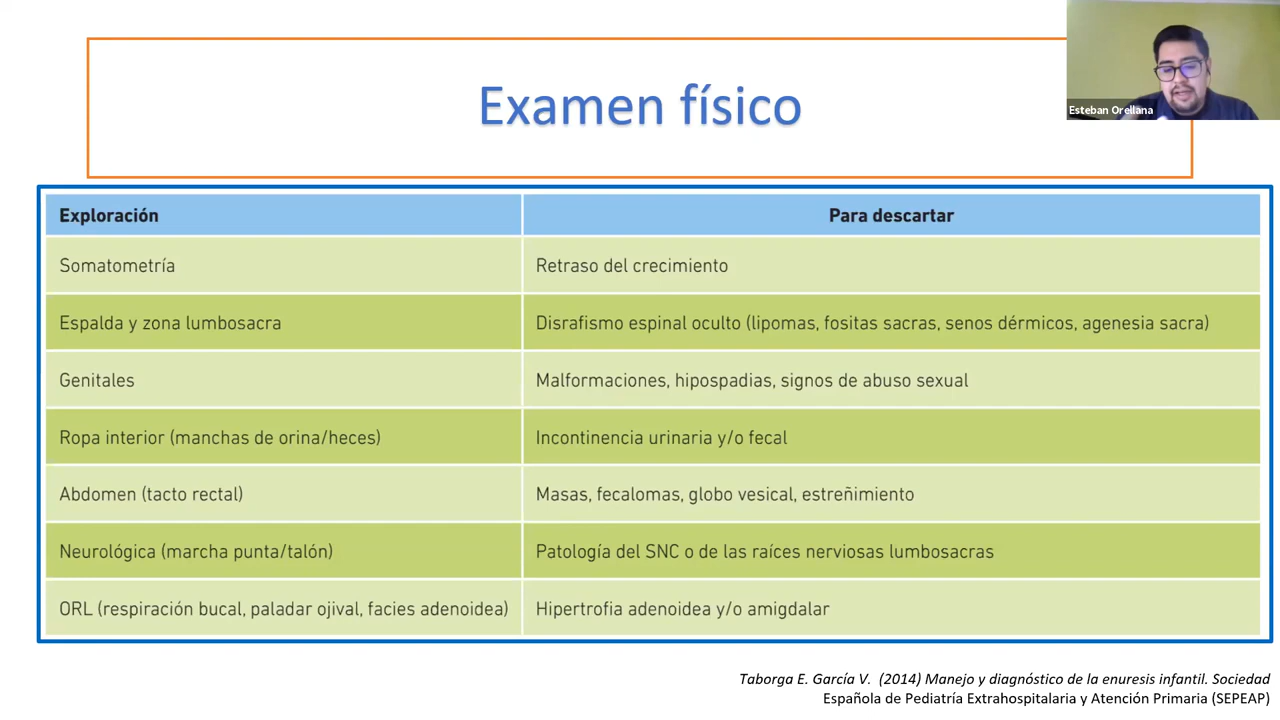 Examen físico
Esteban Orellana
Exploración
Para descartar
Somatometría
Retraso del crecimiento
Espalda y zona lumbosacra
Disrafismo espinal oculto (lipomas, fositas sacras, senos dérmicos, agenesia sacra)
Genitales
Malformaciones, hipospadias, signos de abuso sexual
Ropa interior (manchas de orina/heces)
Incontinencia urinaria y/o fecal
Abdomen (tacto rectal)
Masas, fecalomas, globo vesical, estreñimiento
Neurológica (marcha punta/talón)
Patología del SNC o de las raíces nerviosas lumbosacras
ORL (respiración bucal, paladar ojival, facies adenoidea)
Hipertrofia adenoidea y/o amigdalar
Taborga E. García V. (2014) Manejo y diagnóstico de la enuresis infantil. Sociedad
Española de Pediatría Extrahospitalaria y Atención Primaria (SEPEAP)